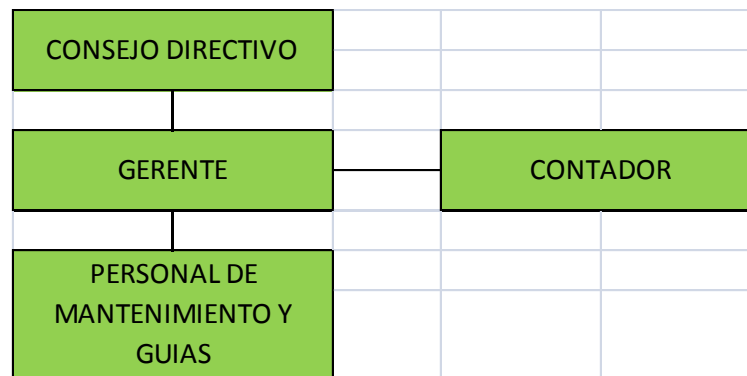 CONSEJO DIRECTIVO
GERENTE
CONTADOR
PERSONAL DE
MANTENIMIENTO Y
GUIAS